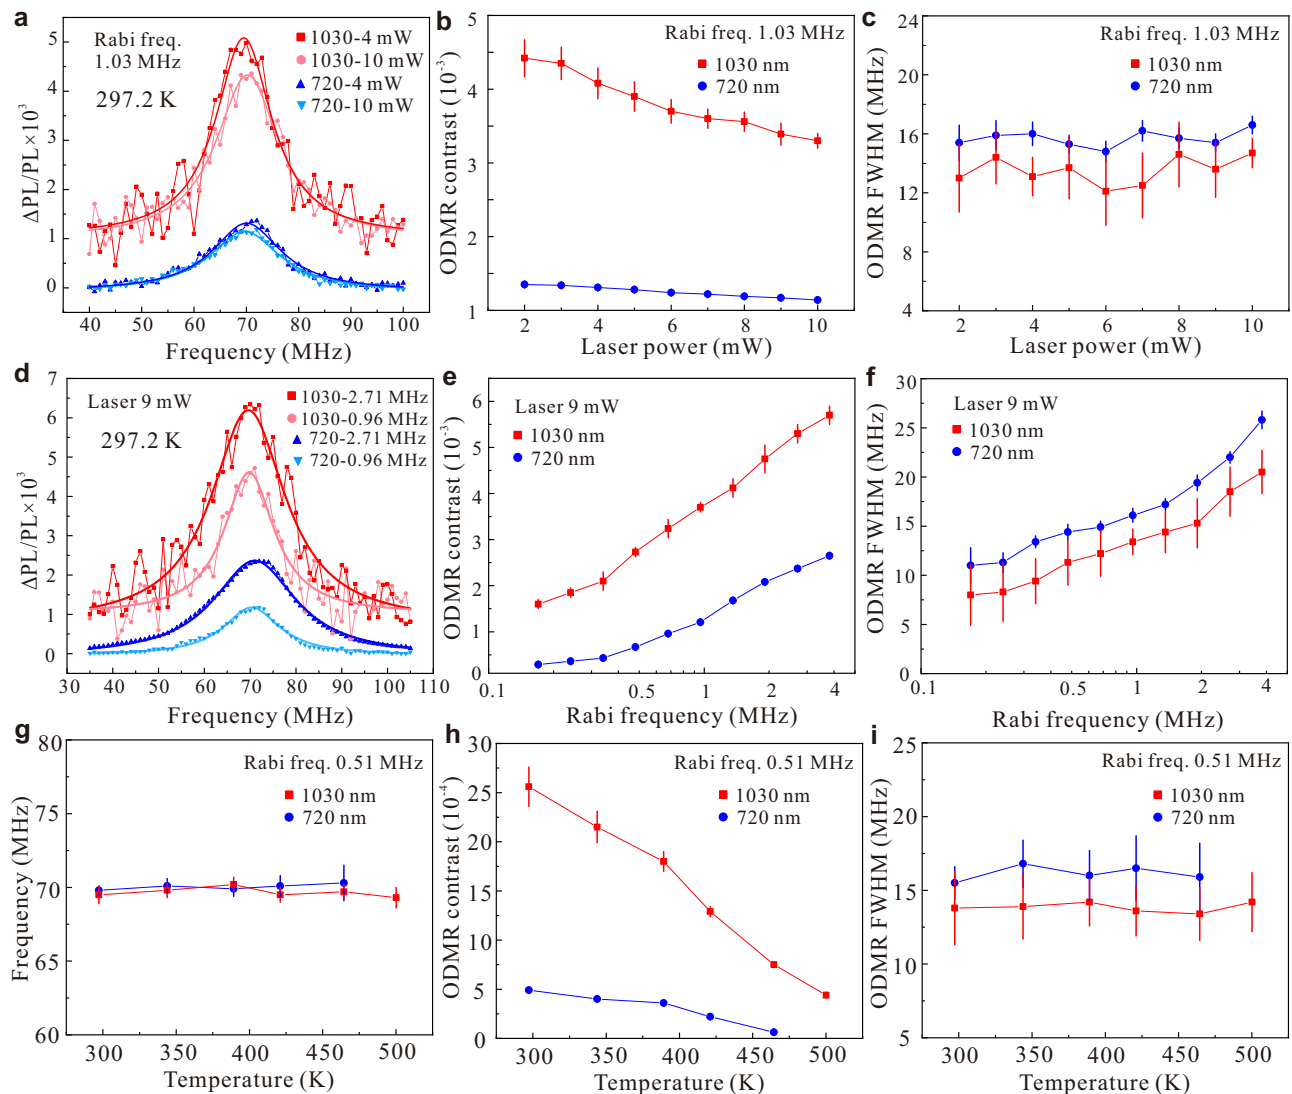 a
Rabi freq.
1.03 MHz
297.2 K
1030-4 mW
1030-10 mW
720-4 mW
720-10 mW
5
4
3
2
1
0
ΔPL/PL×10³
40 50 60 70 80 90 100
Frequency (MHz)
b
Rabi freq. 1.03 MHz
1030 nm
720 nm
5
4
3
2
1
ODMR contrast (10⁻³)
2 4 6 8 10
Laser power (mW)
c
Rabi freq. 1.03 MHz
1030 nm
720 nm
24
20
16
12
8
4
ODMR FWHM (MHz)
2 4 6 8 10
Laser power (mW)
d
Laser 9 mW
297.2 K
1030-2.71 MHz
1030-0.96 MHz
720-2.71 MHz
720-0.96 MHz
7
6
5
4
3
2
1
0
ΔPL/PL×10³
30 40 50 60 70 80 90 100 110
Frequency (MHz)
e
Laser 9 mW
1030 nm
720 nm
7
6
5
4
3
2
1
0
ODMR contrast (10⁻³)
0.1 0.5 1 2 4
Rabi frequency (MHz)
f
Laser 9 mW
1030 nm
720 nm
30
25
20
15
10
5
0
ODMR FWHM (MHz)
0.1 0.5 1 2 4
Rabi frequency (MHz)
g
Rabi freq. 0.51 MHz
1030 nm
720 nm
80
75
70
65
60
Frequency (MHz)
300 350 400 450 500
Temperature (K)
h
Rabi freq. 0.51 MHz
1030 nm
720 nm
30
25
20
15
10
5
0
ODMR contrast (10⁻⁴)
300 350 400 450 500
Temperature (K)
i
Rabi freq. 0.51 MHz
1030 nm
720 nm
25
20
15
10
5
ODMR FWHM (MHz)
300 350 400 450 500
Temperature (K)